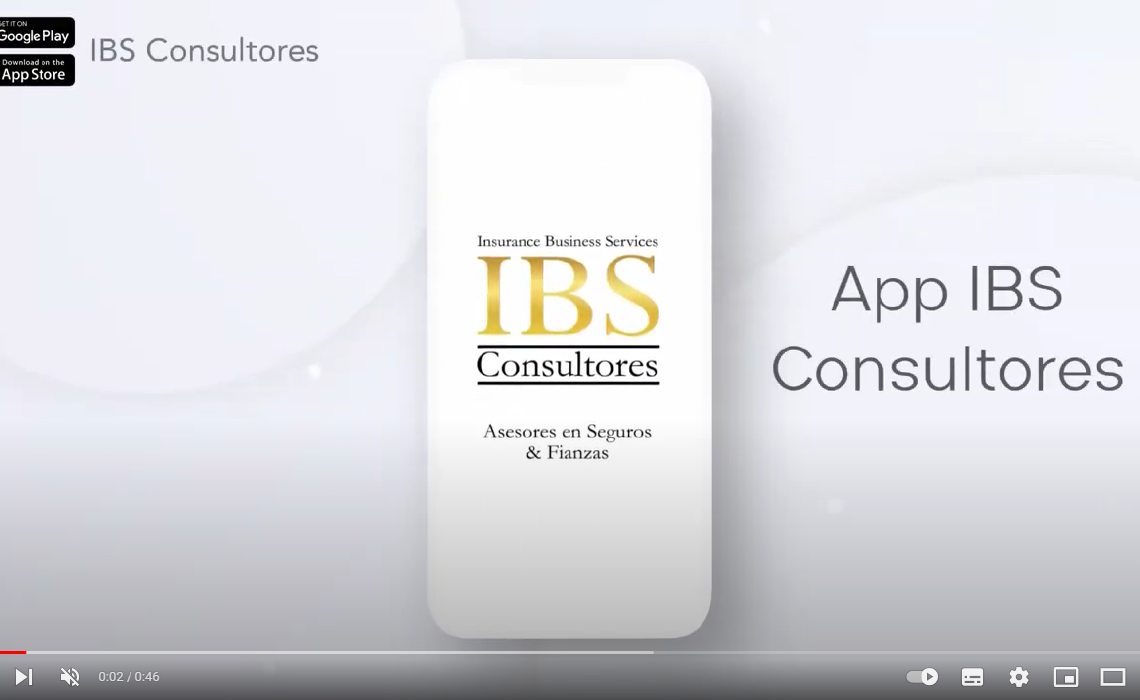 GET IT ON
Google Play
Download on the
App Store
IBS Consultores
Insurance Business Services
IBS
Consultores
Asesores en Seguros
& Fianzas
App IBS
Consultores
0:02 / 0:46